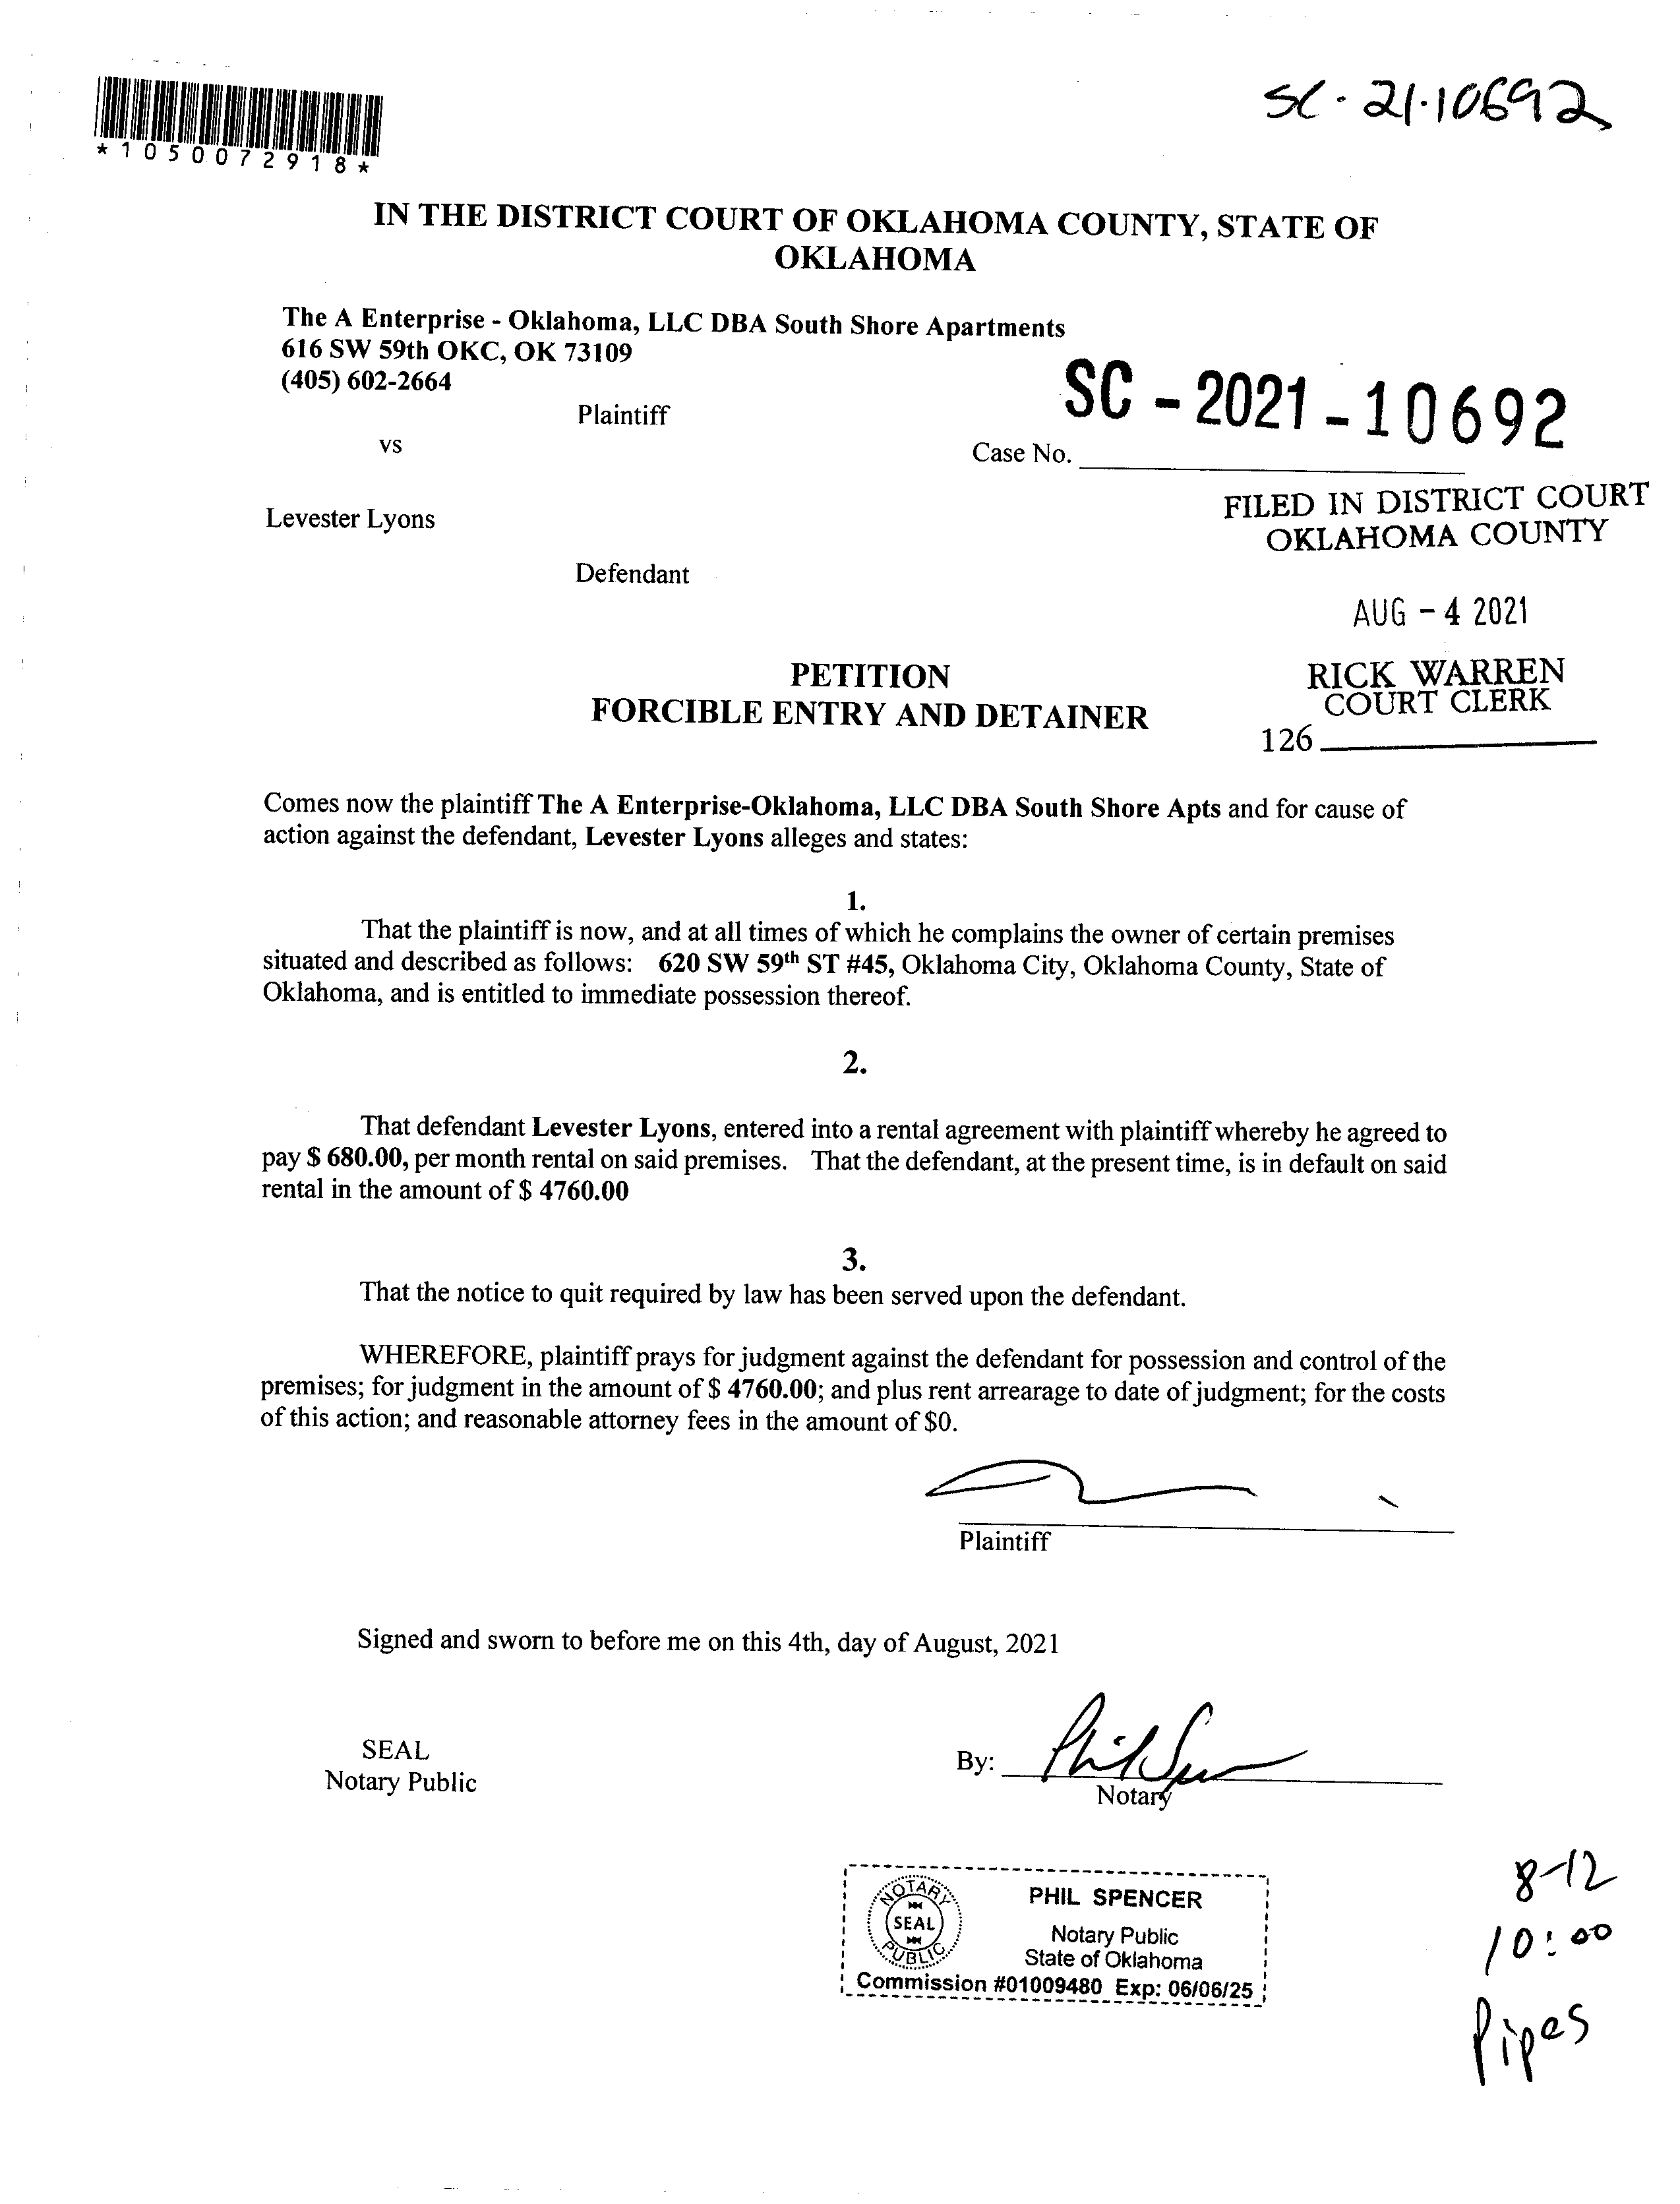 SC-21-10692
*1050072918*
IN THE DISTRICT COURT OF OKLAHOMA COUNTY, STATE OF
OKLAHOMA
The A Enterprise - Oklahoma, LLC DBA South Shore Apartments
616 SW 59th OKC, OK 73109
(405) 602-2664
Plaintiff
vs
SC - 2021 - 10692
Case No.
Levester Lyons
Defendant
FILED IN DISTRICT COURT
OKLAHOMA COUNTY
AUG - 4 2021
RICK WARREN
COURT CLERK
126
PETITION
FORCIBLE ENTRY AND DETAINER
Comes now the plaintiff The A Enterprise-Oklahoma, LLC DBA South Shore Apts and for cause of
action against the defendant, Levester Lyons alleges and states:
1.
That the plaintiff is now, and at all times of which he complains the owner of certain premises
situated and described as follows: 620 SW 59th ST #45, Oklahoma City, Oklahoma County, State of
Oklahoma, and is entitled to immediate possession thereof.
2.
That defendant Levester Lyons, entered into a rental agreement with plaintiff whereby he agreed to
pay $ 680.00, per month rental on said premises. That the defendant, at the present time, is in default on said
rental in the amount of $ 4760.00
3.
That the notice to quit required by law has been served upon the defendant.
WHEREFORE, plaintiff prays for judgment against the defendant for possession and control of the
premises; for judgment in the amount of $ 4760.00; and plus rent arrearage to date of judgment; for the costs
of this action; and reasonable attorney fees in the amount of $0.
Plaintiff
Signed and sworn to before me on this 4th, day of August, 2021
SEAL
Notary Public
By: Phil Spencer
Notary
NOTARY
SEAL
PUBLIC
PHIL SPENCER
Notary Public
State of Oklahoma
Commission #01009480 Exp: 06/06/25
8-12
10:00
Pipes